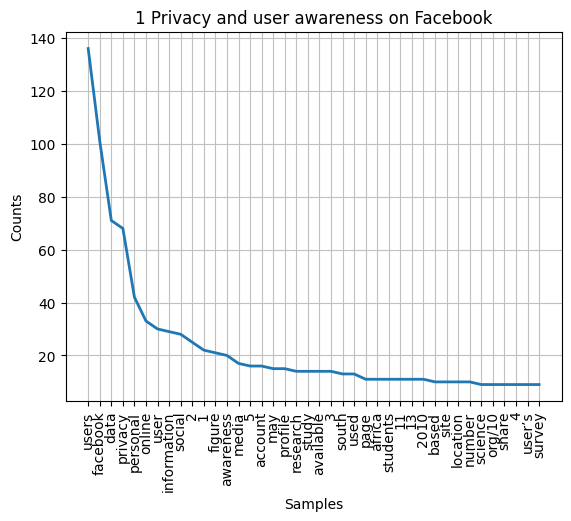 1 Privacy and user awareness on Facebook
140
120
100
80
60
40
20
Counts
users
facebook
data
privacy
personal
online
user
information
social
2
1
figure
awareness
media
5
account
may
profile
research
study
available
3
south
used
page
africa
students
11
13
2010
based
site
location
number
science
org/10
share
4
user's
survey
Samples